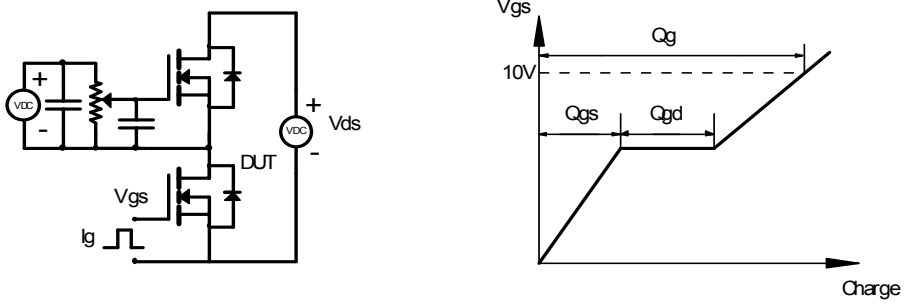 +
VDC
-
+
VDC
-
Vds
DUT
Vgs
Ig
Vgs
Qg
10V
Qgs
Qgd
Charge